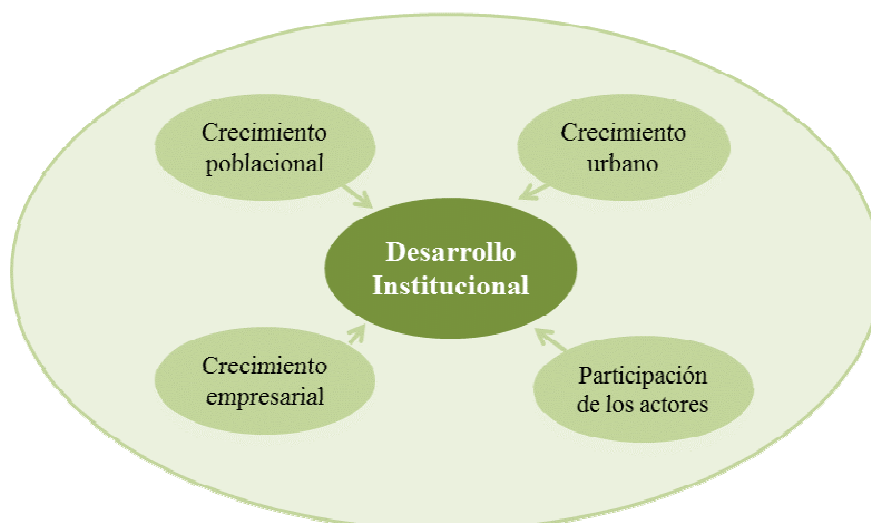 Crecimiento
poblacional
Crecimiento
urbano
Desarrollo
Institucional
Crecimiento
empresarial
Participación
de los actores